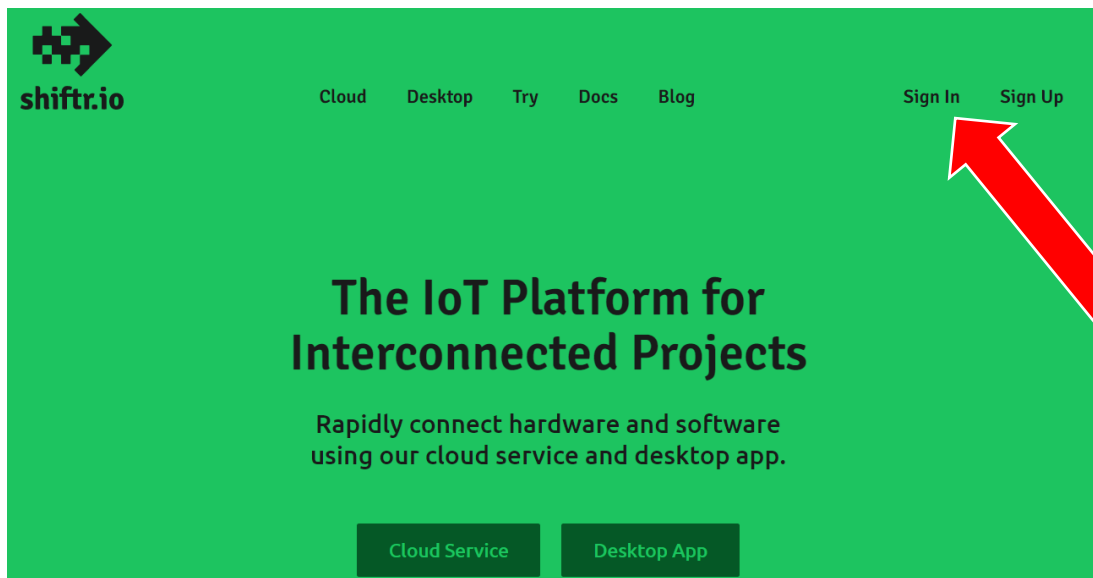 shiftr.io
Cloud Desktop Try Docs Blog Sign In Sign Up
The IoT Platform for
Interconnected Projects
Rapidly connect hardware and software
using our cloud service and desktop app.
Cloud Service Desktop App